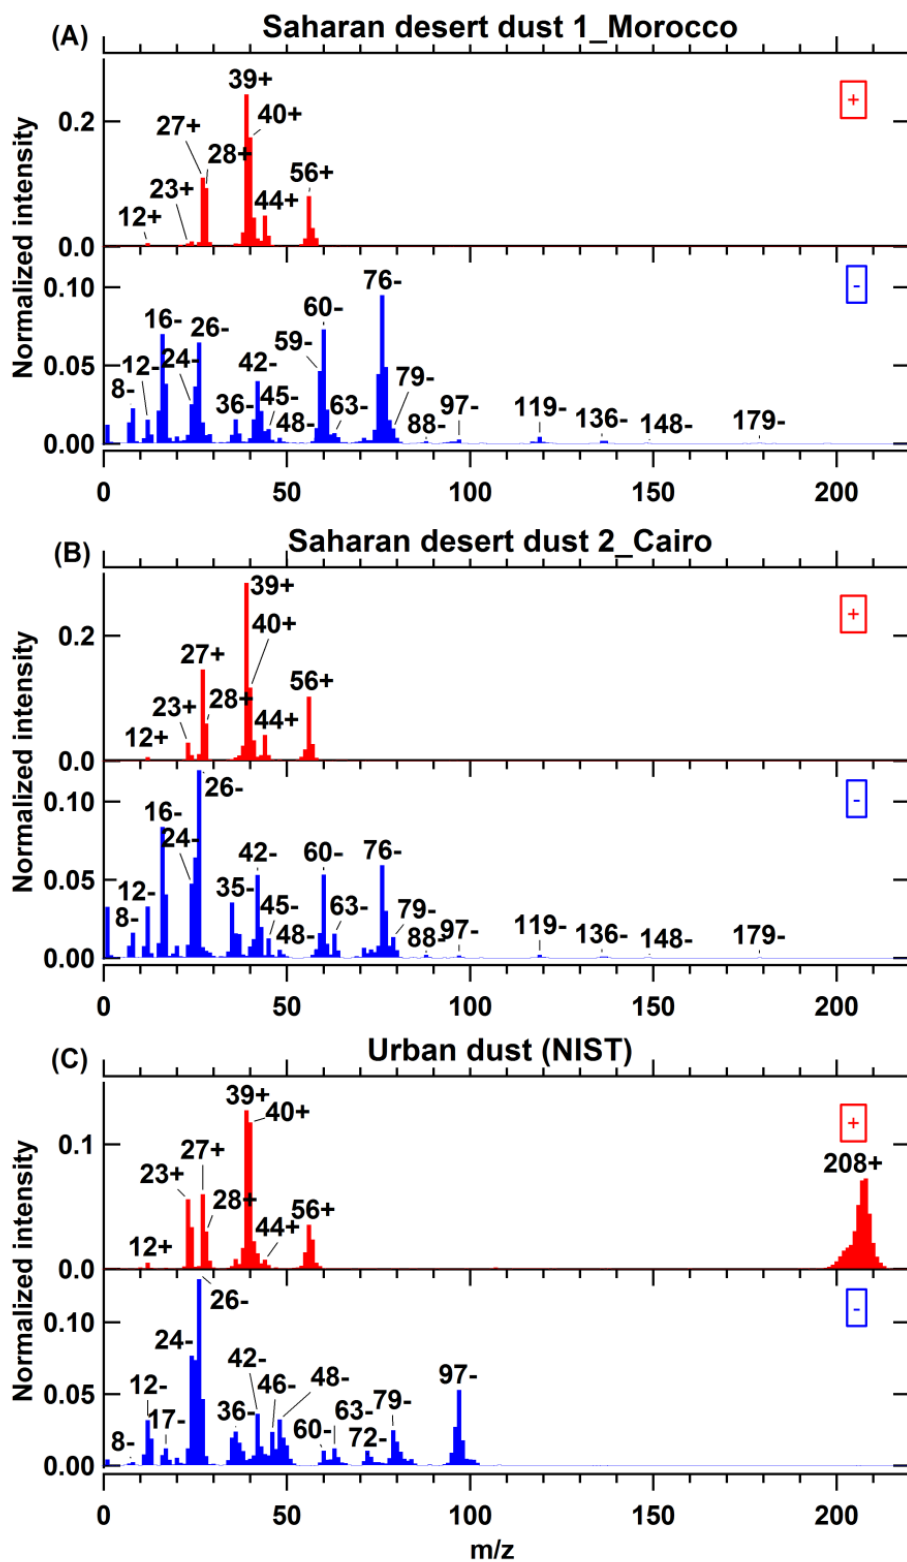 (A) Saharan desert dust 1_Morocco
Normalized intensity
0.2
0.0
12+ 23+ 27+ 28+ 39+ 40+ 44+ 56+
+
Normalized intensity
0.10
0.05
0.00
8- 12- 16- 24- 26- 36- 42- 45- 48- 59- 60- 63- 76- 79- 88- 97- 119- 136- 148- 179-
-
0 50 100 150 200
(B) Saharan desert dust 2_Cairo
Normalized intensity
0.2
0.0
12+ 23+ 27+ 28+ 39+ 40+ 44+ 56+
+
Normalized intensity
0.10
0.05
0.00
8- 12- 16- 24- 26- 35- 42- 45- 48- 60- 63- 76- 79- 88- 97- 119- 136- 148- 179-
-
0 50 100 150 200
(C) Urban dust (NIST)
Normalized intensity
0.1
0.0
12+ 23+ 27+ 28+ 39+ 40+ 44+ 56+ 208+
+
Normalized intensity
0.10
0.05
0.00
8- 12- 17- 24- 26- 36- 42- 46- 48- 60- 63- 72- 79- 97-
-
0 50 100 150 200
m/z